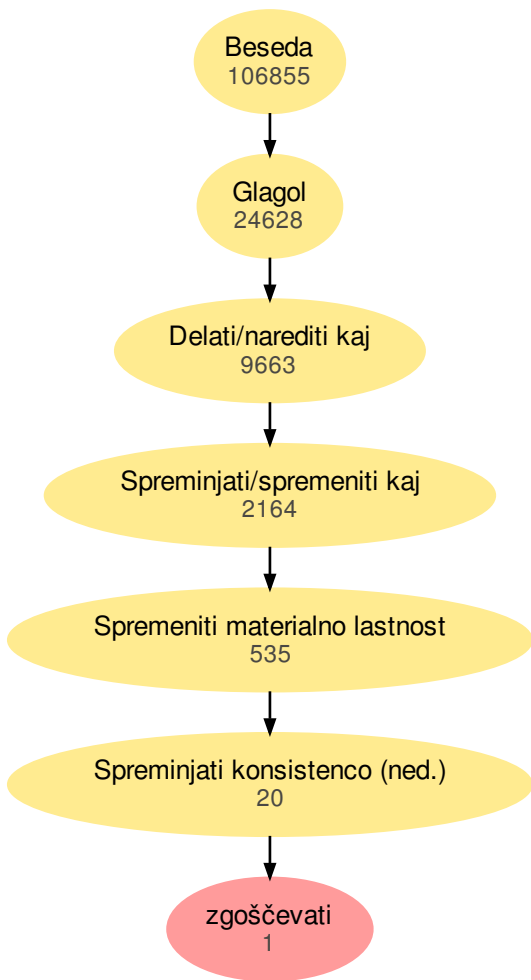 Beseda
106855
Glagol
24628
Delati/narediti kaj
9663
Spreminjati/spremeniti kaj
2164
Spremeniti materialno lastnost
535
Spreminjati konsistenco (ned.)
20
zgoščevati
1